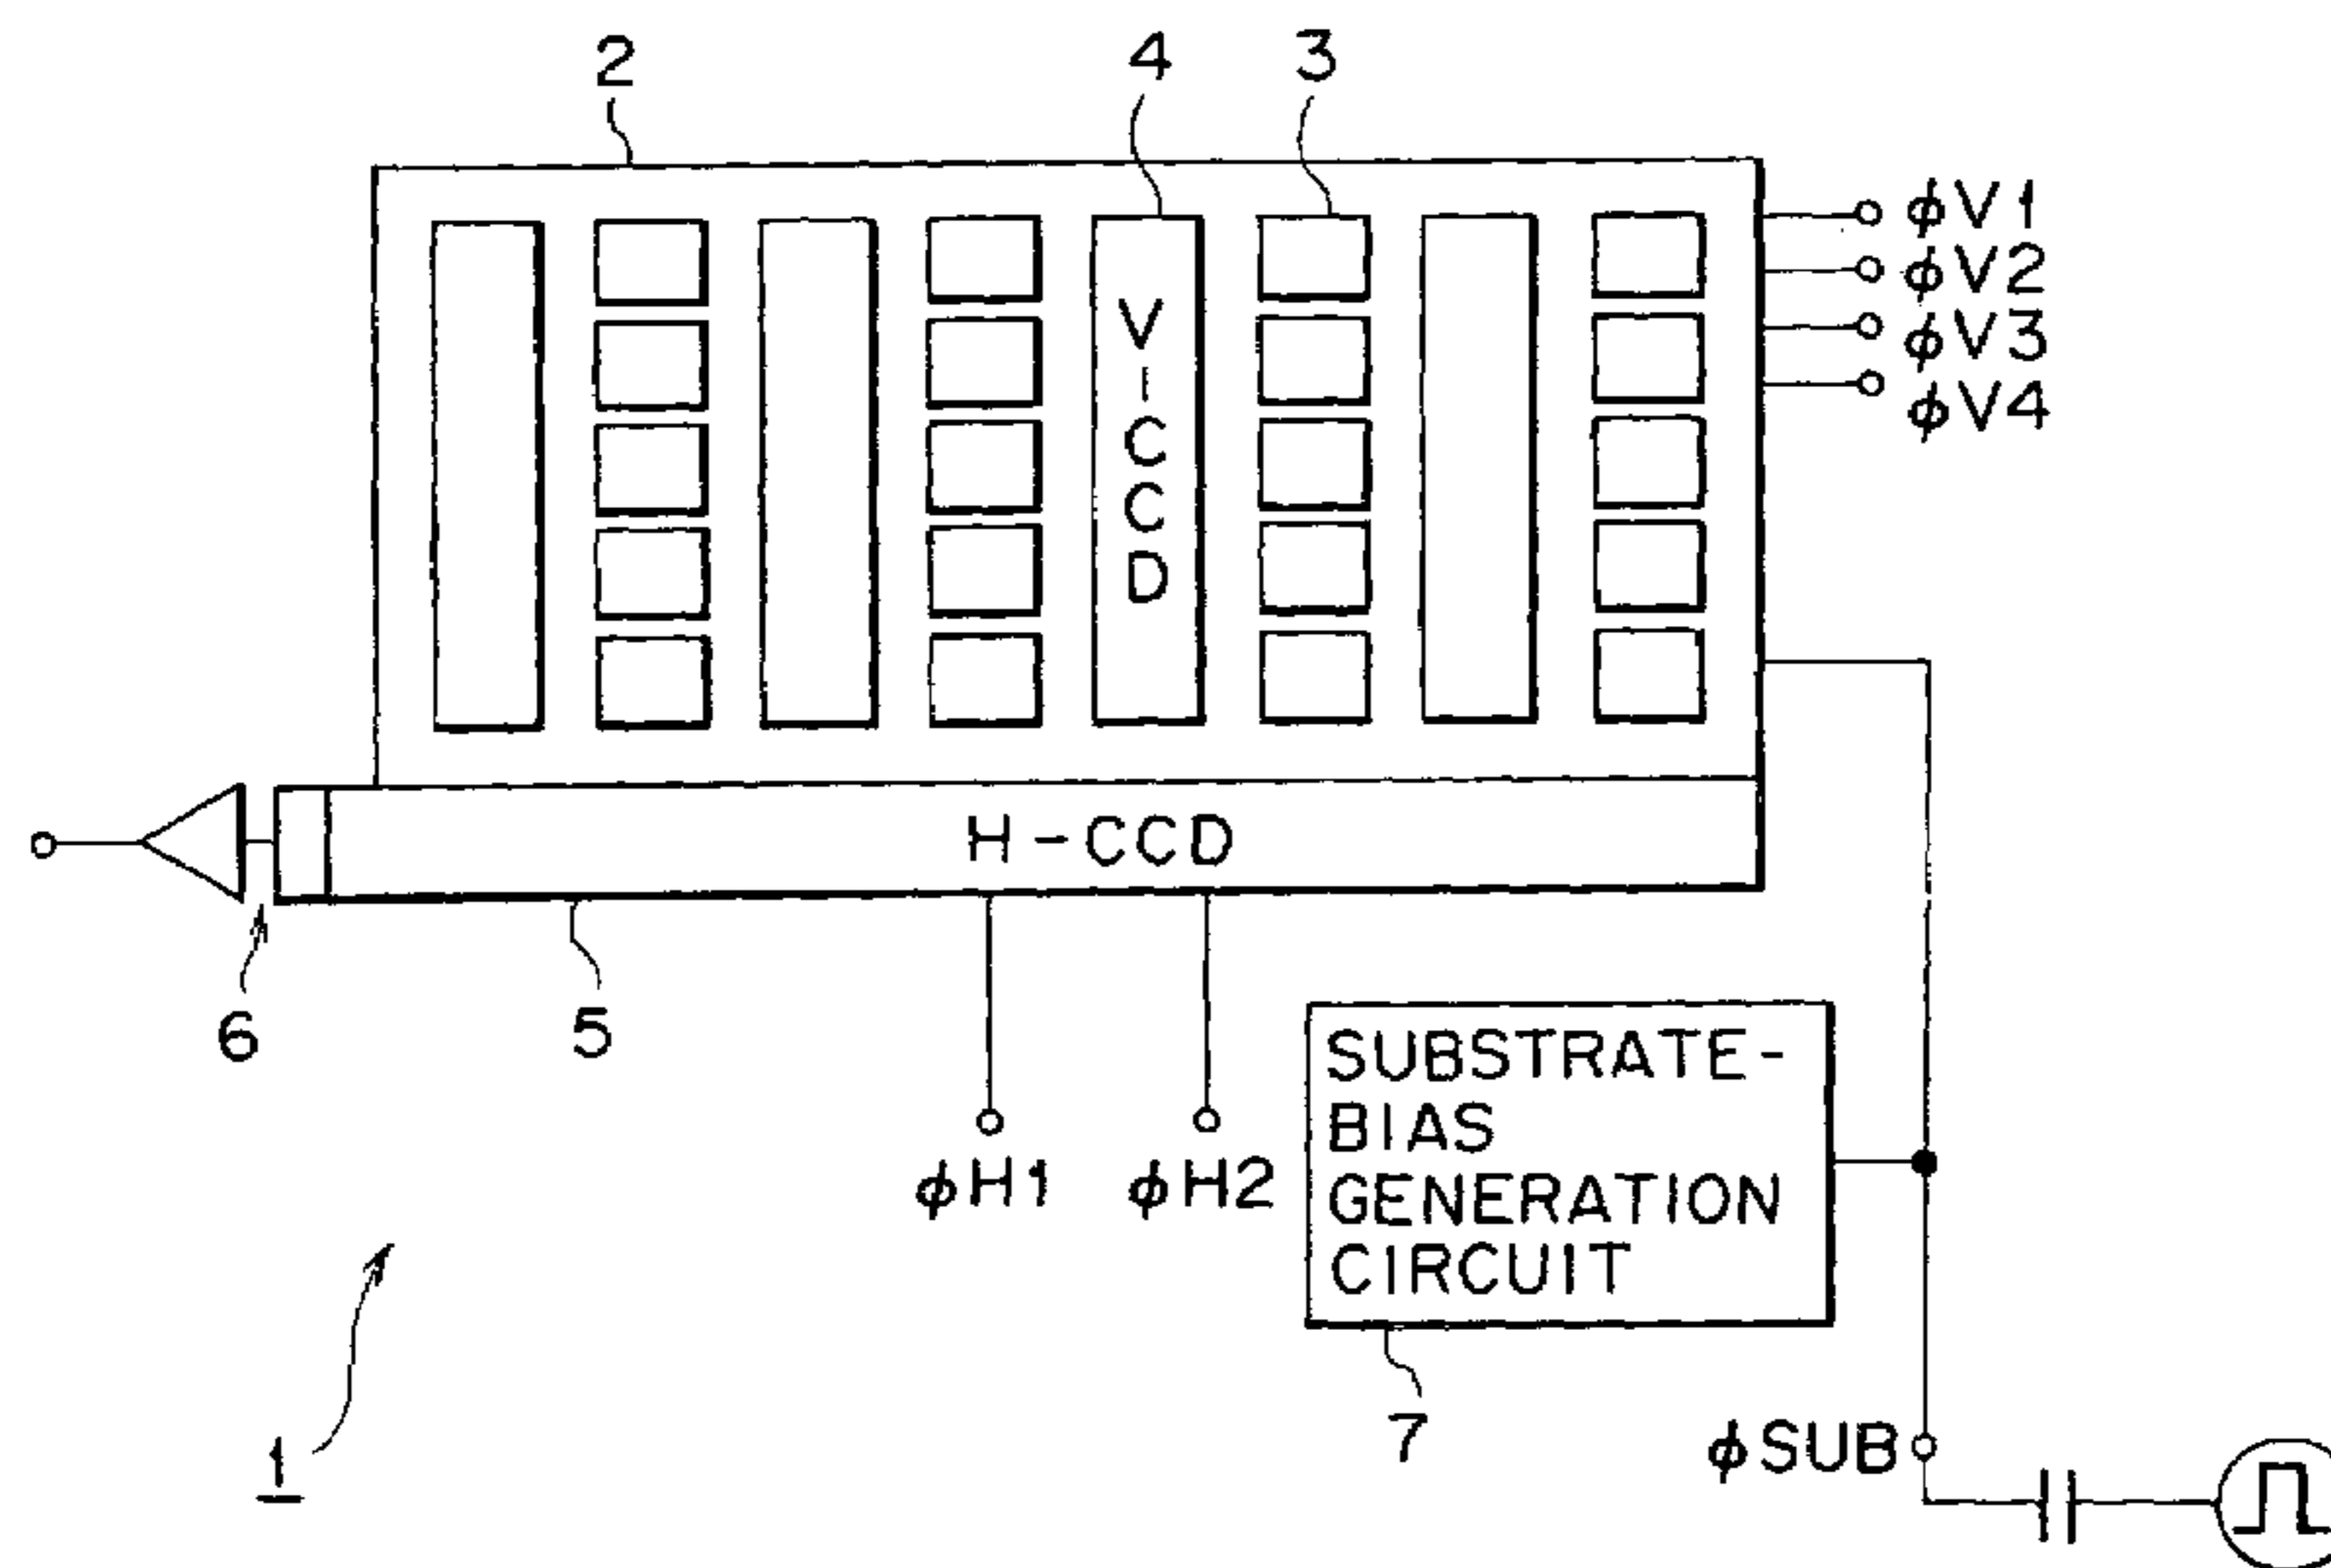 2
4
3
φV1
φV2
φV3
φV4
V-CCD
H-CCD
6
5
φH1
φH2
SUBSTRATE-
BIAS
GENERATION
CIRCUIT
7
φSUB
1